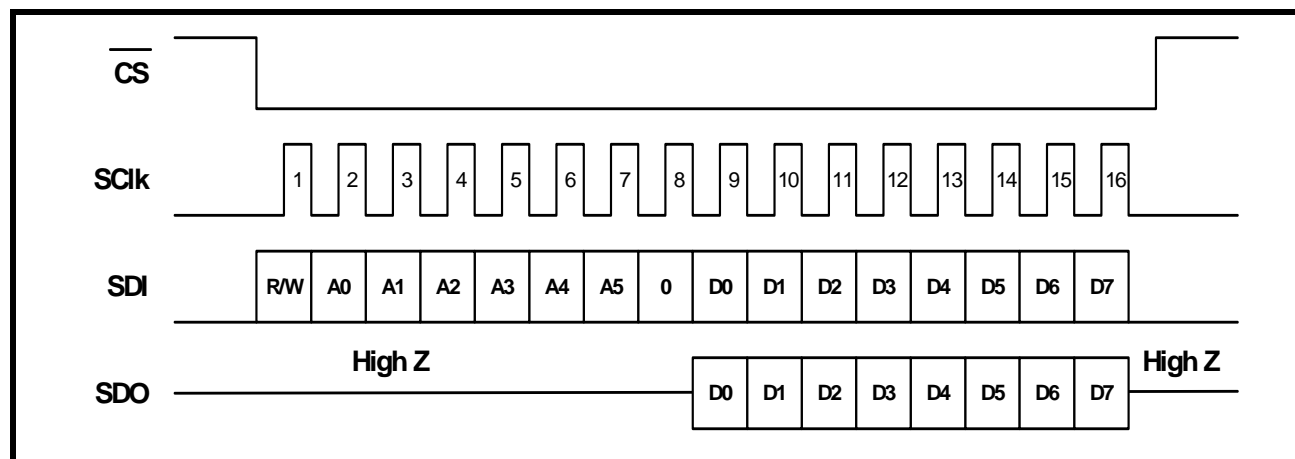 CS
SClk 1 2 3 4 5 6 7 8 9 10 11 12 13 14 15 16
SDI R/W A0 A1 A2 A3 A4 A5 0 D0 D1 D2 D3 D4 D5 D6 D7
High Z High Z
SDO D0 D1 D2 D3 D4 D5 D6 D7